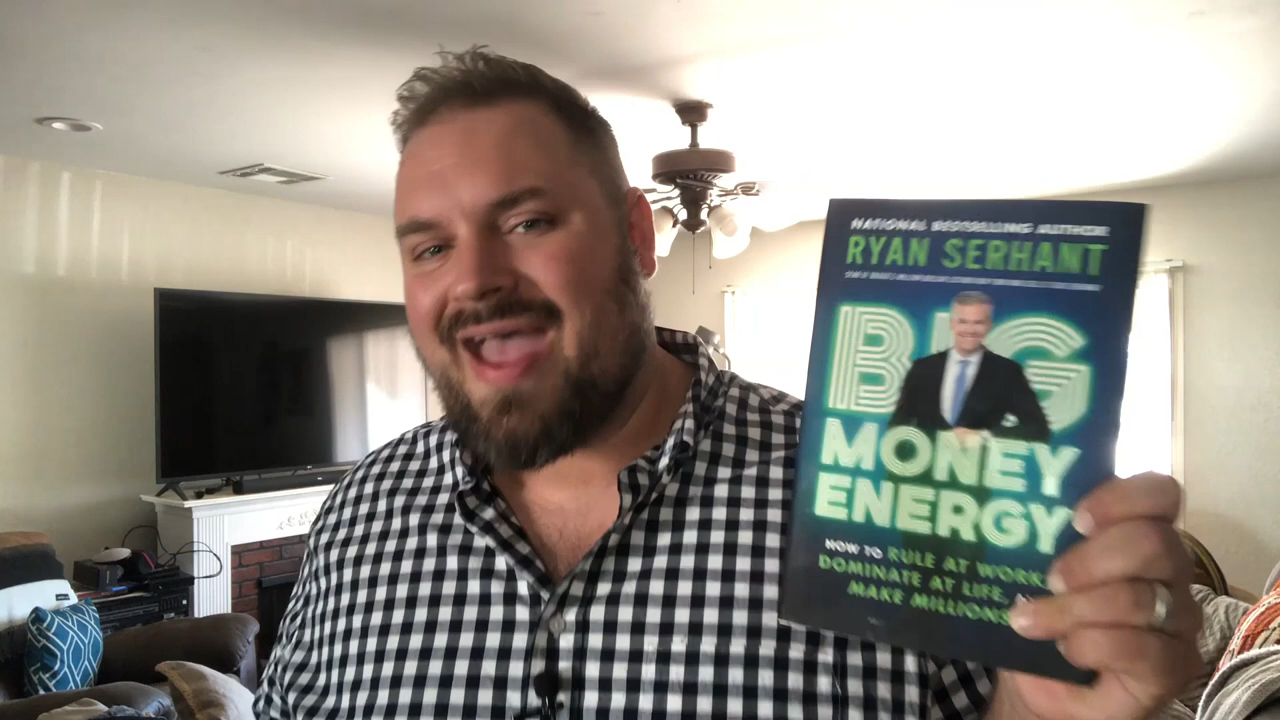 NATIONAL BESTSELLING AUTHOR
RYAN SERHANT
BIG
MONEY
ENERGY
HOW TO RULE AT WORK,
DOMINATE AT LIFE,
MAKE MILLIONS